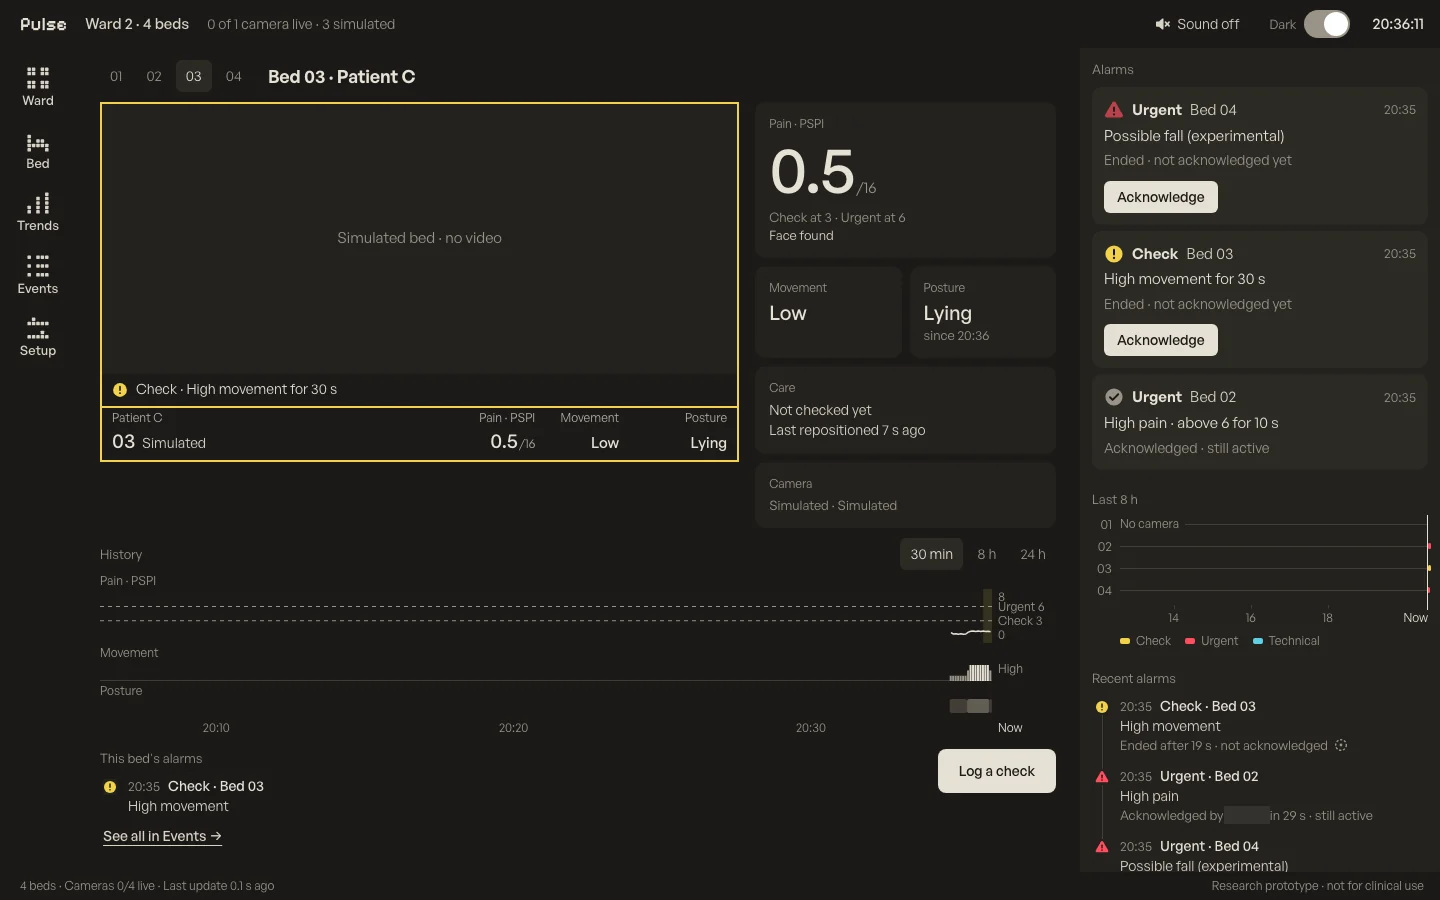 Pulse
Ward 2 · 4 beds
0 of 1 camera live · 3 simulated
Sound off
Dark
20:36:11
Ward
Bed
Trends
Events
Setup
01
02
03
04
Bed 03 · Patient C
Simulated bed · no video
Check · High movement for 30 s
Patient C
03 Simulated
Pain · PSPI
0.5/16
Movement
Low
Posture
Lying
Pain · PSPI
0.5/16
Check at 3 · Urgent at 6
Face found
Movement
Low
Posture
Lying
since 20:36
Care
Not checked yet
Last repositioned 7 s ago
Camera
Simulated · Simulated
History
30 min
8 h
24 h
Pain · PSPI
8
Urgent 6
Check 3
0
Movement
High
Posture
20:10
20:20
20:30
Now
This bed's alarms
20:35 Check · Bed 03
High movement
See all in Events →
Log a check
Alarms
Urgent Bed 04
20:35
Possible fall (experimental)
Ended · not acknowledged yet
Acknowledge
Check Bed 03
20:35
High movement for 30 s
Ended · not acknowledged yet
Acknowledge
Urgent Bed 02
20:35
High pain · above 6 for 10 s
Acknowledged · still active
Last 8 h
01 No camera
02
03
04
14
16
18
Now
Check
Urgent
Technical
Recent alarms
20:35 Check · Bed 03
High movement
Ended after 19 s · not acknowledged
20:35 Urgent · Bed 02
High pain
Acknowledged by in 29 s · still active
20:35 Urgent · Bed 04
Possible fall (experimental)
4 beds · Cameras 0/4 live · Last update 0.1 s ago
Research prototype · not for clinical use